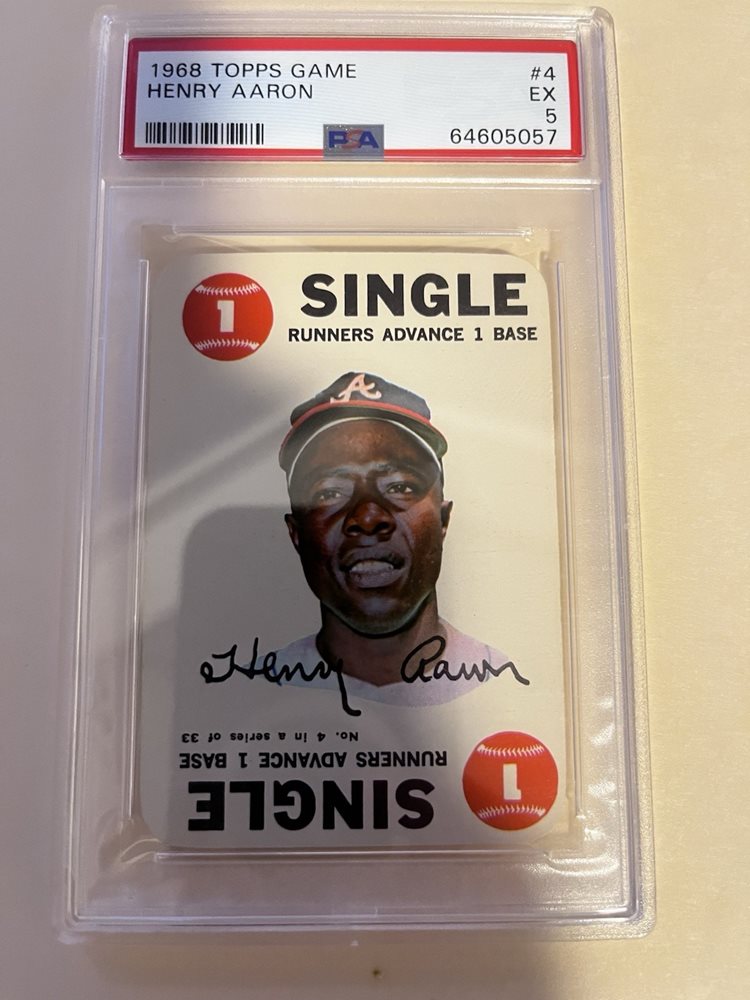 1968 TOPPS GAME #4
HENRY AARON EX
5
PSA 64605057
1 SINGLE
RUNNERS ADVANCE 1 BASE
A
Henry Aaron
No. 4 in a series of 33
RUNNERS ADVANCE 1 BASE
SINGLE 1